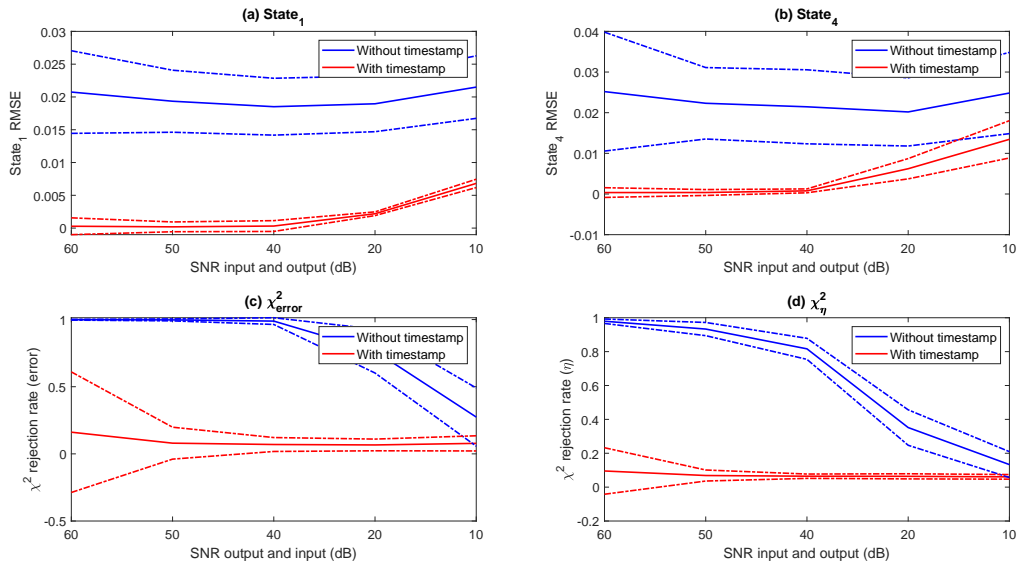 (a) State₁
0.03
0.025
0.02
0.015
0.01
0.005
0
State₁ RMSE
Without timestamp
With timestamp
60
50
40
20
10
SNR input and output (dB)
(b) State₄
0.04
0.03
0.02
0.01
0
-0.01
State₄ RMSE
Without timestamp
With timestamp
60
50
40
20
10
SNR input and output (dB)
(c) χ²error
1
0.5
0
-0.5
χ² rejection rate (error)
Without timestamp
With timestamp
60
50
40
20
10
SNR output and input (dB)
(d) χ²η
1
0.8
0.6
0.4
0.2
0
-0.2
χ² rejection rate (η)
Without timestamp
With timestamp
60
50
40
20
10
SNR input and output (dB)